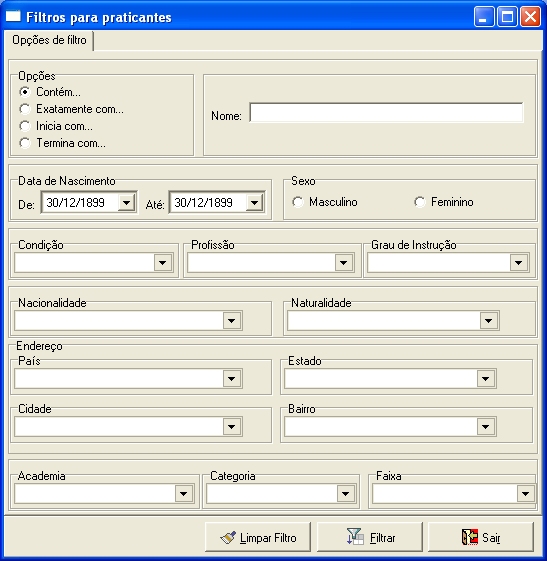 Filtros para praticantes
Opções de filtro
Opções
Contém...
Exatamente com...
Inicia com...
Termina com...
Nome:
Data de Nascimento
De: 30/12/1899 Até: 30/12/1899
Sexo
Masculino Feminino
Condição Profissão Grau de Instrução
Nacionalidade Naturalidade
Endereço
País Estado
Cidade Bairro
Academia Categoria Faixa
Limpar Filtro Filtrar Sair